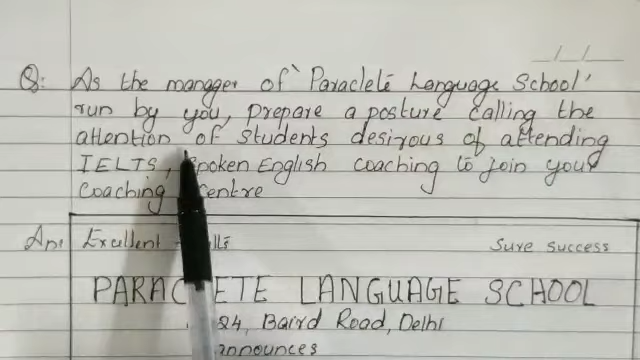 Q: As the manager of 'Paraclete Language School'
run by you, prepare a posture calling the
attention of students desirous of attending
IELTS, Spoken English coaching to join your
Coaching Centre
Ans: Excellent Sure Success
PARACLETE LANGUAGE SCHOOL
24, Baird Road, Delhi
announces